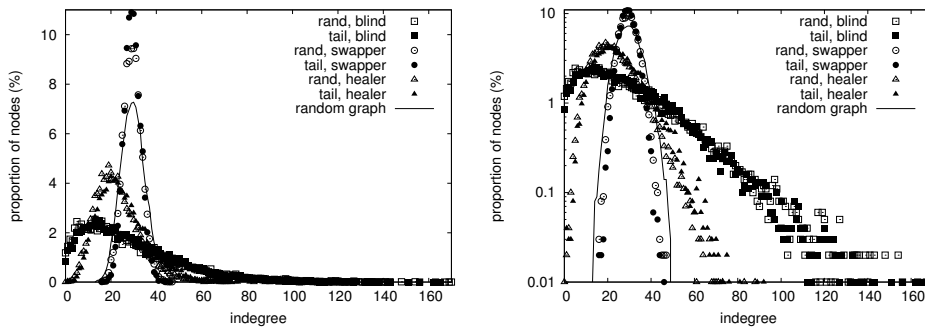 rand, blind
tail, blind
rand, swapper
tail, swapper
rand, healer
tail, healer
random graph
proportion of nodes (%)
10
8
6
4
2
0
0 20 40 60 80 100 120 140 160
indegree
rand, blind
tail, blind
rand, swapper
tail, swapper
rand, healer
tail, healer
random graph
proportion of nodes (%)
10
1
0.1
0.01
0 20 40 60 80 100 120 140 160
indegree